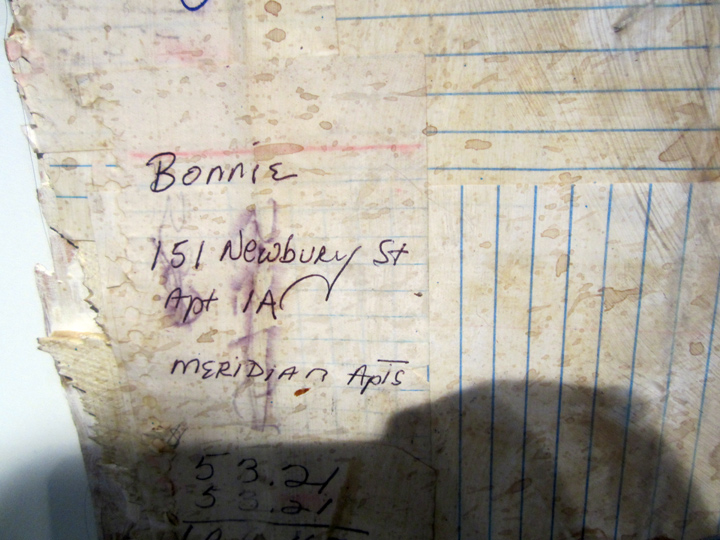 Bonnie
151 Newbury St
Apt 1A
MERIDIAn Apts
53.21
53.21